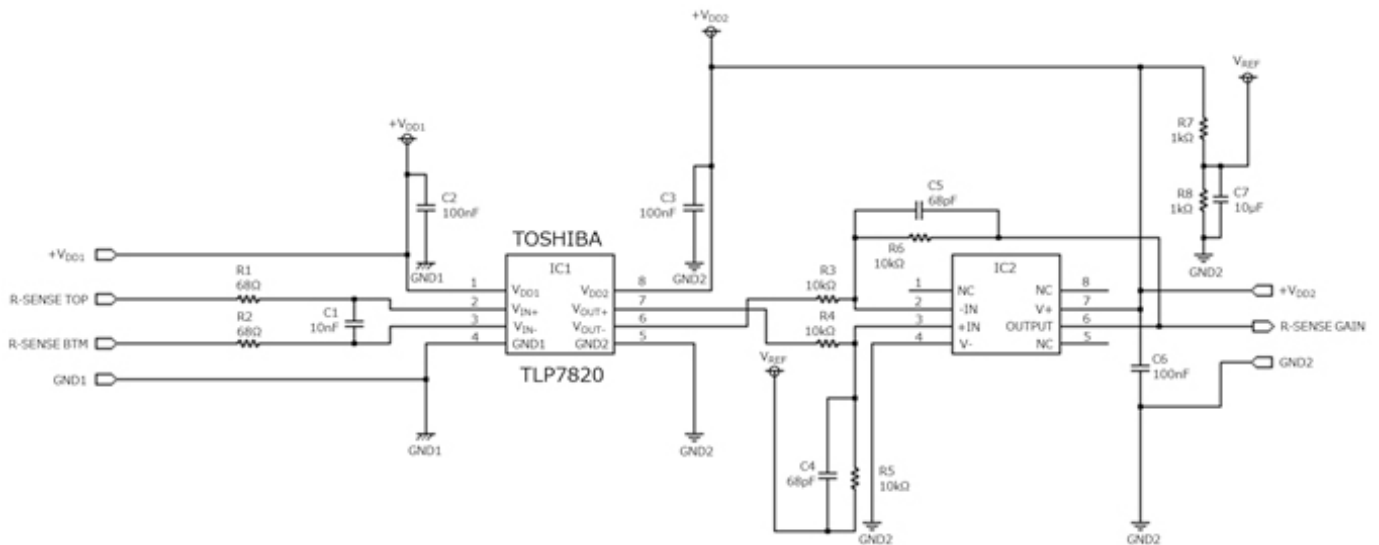 +VDD2
VREF
+VDD1
R7
1kΩ
C2
100nF
C3
100nF
C5
68pF
R8
1kΩ
C7
10μF
TOSHIBA
R6
10kΩ
+VDD1
GND1
GND2
GND2
R1
68Ω
IC1
R3
10kΩ
IC2
1 VDD1 VDD2 8
1 NC NC 8
+VDD2
R-SENSE TOP
2 VIN+ VOUT+ 7
2 -IN V+ 7
C1
10nF
R2
68Ω
R4
10kΩ
3 VIN- VOUT- 6
3 +IN OUTPUT 6
R-SENSE GAIN
R-SENSE BTM
4 GND1 GND2 5
4 V- NC 5
VREF
C6
100nF
GND2
GND1
TLP7820
GND1
GND2
C4
68pF
R5
10kΩ
GND2
GND2